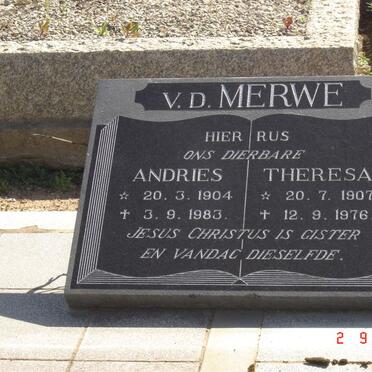 V.D. MERWE
HIER RUS
ONS DIERBARE
ANDRIES THERESA
☆ 20.3.1904 ☆ 20.7.1907
✝ 3.9.1983. ✝ 12.9.1976
JESUS CHRISTUS IS GISTER
EN VANDAG DIESELFDE.
2 9